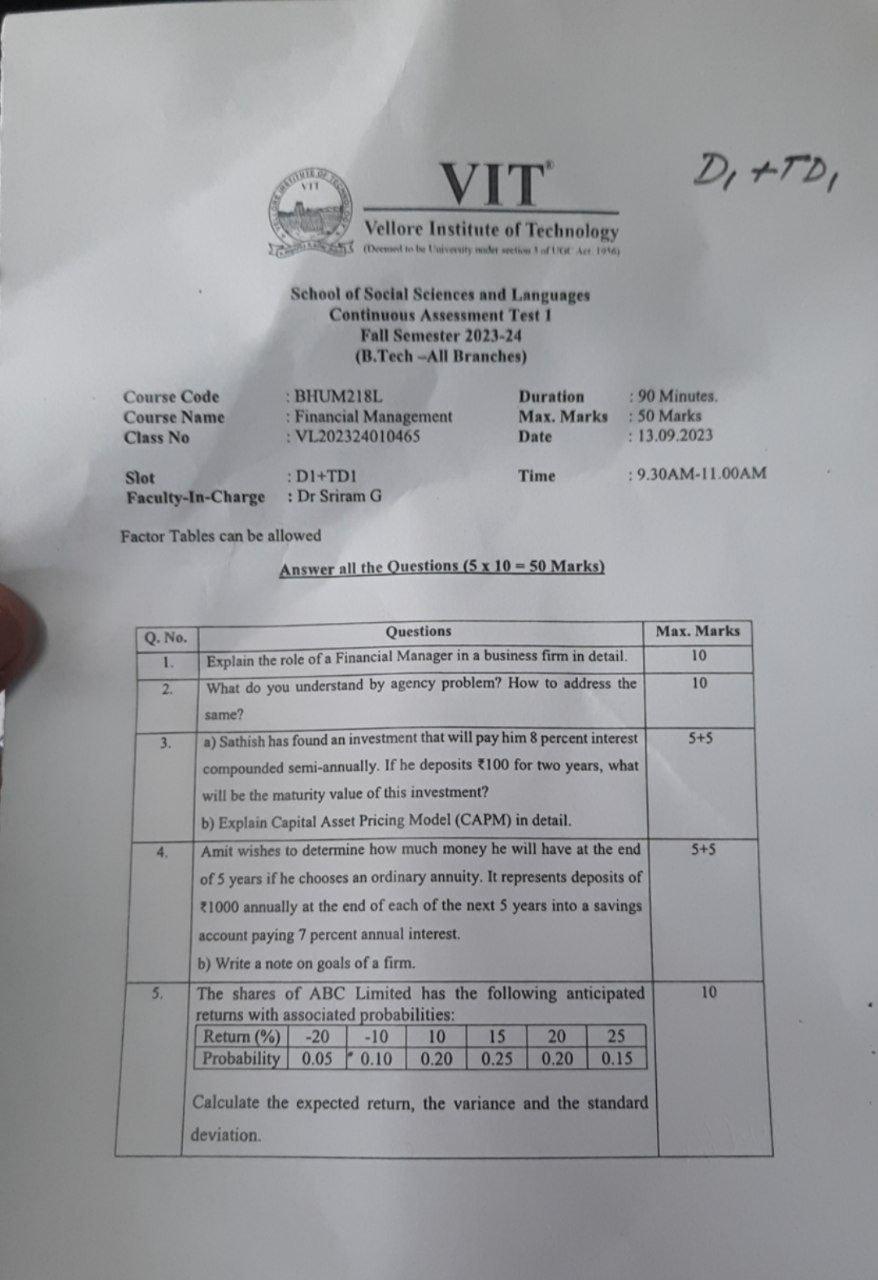 D1 + TD1
VIT®
VIT
Vellore Institute of Technology
(Deemed to be University under section 3 of UGC Act, 1956)
School of Social Sciences and Languages
Continuous Assessment Test 1
Fall Semester 2023-24
(B.Tech –All Branches)
Course Code : BHUM218L Duration : 90 Minutes.
Course Name : Financial Management Max. Marks : 50 Marks
Class No : VL202324010465 Date : 13.09.2023
Slot : D1+TD1 Time : 9.30AM-11.00AM
Faculty-In-Charge : Dr Sriram G
Factor Tables can be allowed
Answer all the Questions (5 x 10 = 50 Marks)
Q. No. Questions Max. Marks
1. Explain the role of a Financial Manager in a business firm in detail. 10
2. What do you understand by agency problem? How to address the 10
same?
3. a) Sathish has found an investment that will pay him 8 percent interest 5+5
compounded semi-annually. If he deposits ₹100 for two years, what
will be the maturity value of this investment?
b) Explain Capital Asset Pricing Model (CAPM) in detail.
4. Amit wishes to determine how much money he will have at the end 5+5
of 5 years if he chooses an ordinary annuity. It represents deposits of
₹1000 annually at the end of each of the next 5 years into a savings
account paying 7 percent annual interest.
b) Write a note on goals of a firm.
5. The shares of ABC Limited has the following anticipated 10
returns with associated probabilities:
Return (%) -20 -10 10 15 20 25
Probability 0.05 0.10 0.20 0.25 0.20 0.15
Calculate the expected return, the variance and the standard
deviation.